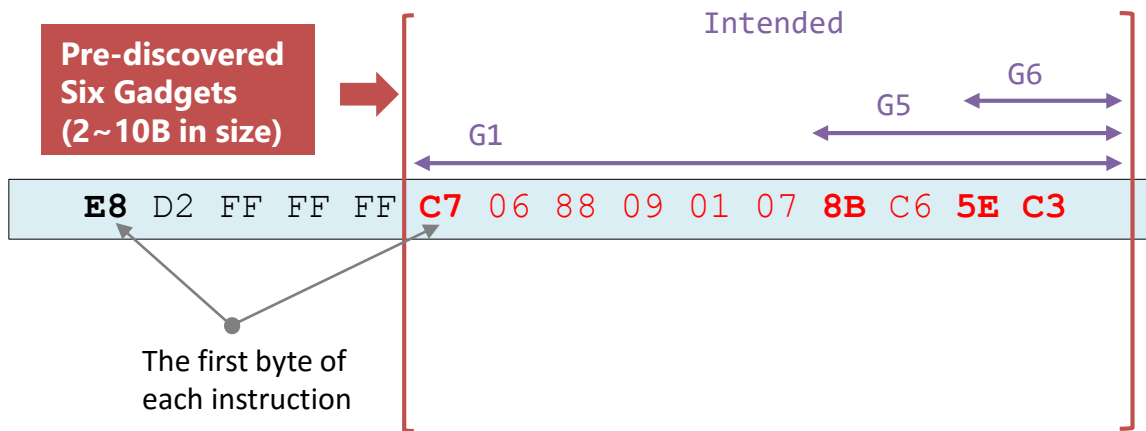 Intended
Pre-discovered
Six Gadgets
(2~10B in size)
G6
G5
G1
E8 D2 FF FF FF C7 06 88 09 01 07 8B C6 5E C3
The first byte of
each instruction